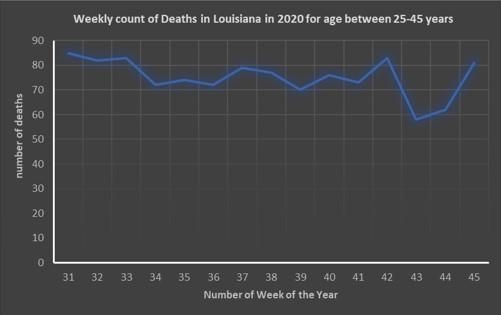 Weekly count of Deaths in Louisiana in 2020 for age between 25-45 years
90
80
70
60
50
40
30
20
10
0
number of deaths
31 32 33 34 35 36 37 38 39 40 41 42 43 44 45
Number of Week of the Year